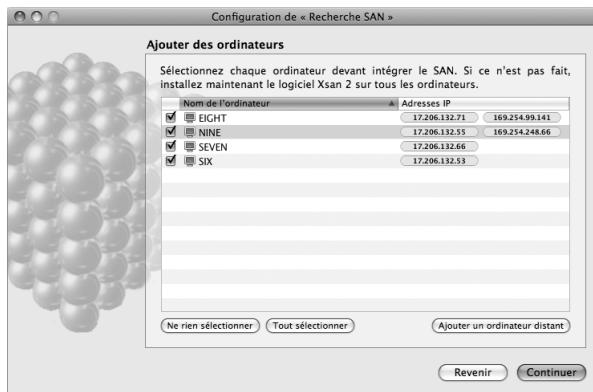 Configuration de « Recherche SAN »
Ajouter des ordinateurs
Sélectionnez chaque ordinateur devant intégrer le SAN. Si ce n'est pas fait,
installez maintenant le logiciel Xsan 2 sur tous les ordinateurs.
Nom de l'ordinateur Adresses IP
EIGHT 17.206.132.71 169.254.99.141
NINE 17.206.132.55 169.254.248.66
SEVEN 17.206.132.66
SIX 17.206.132.53
Ne rien sélectionner Tout sélectionner Ajouter un ordinateur distant
Revenir Continuer